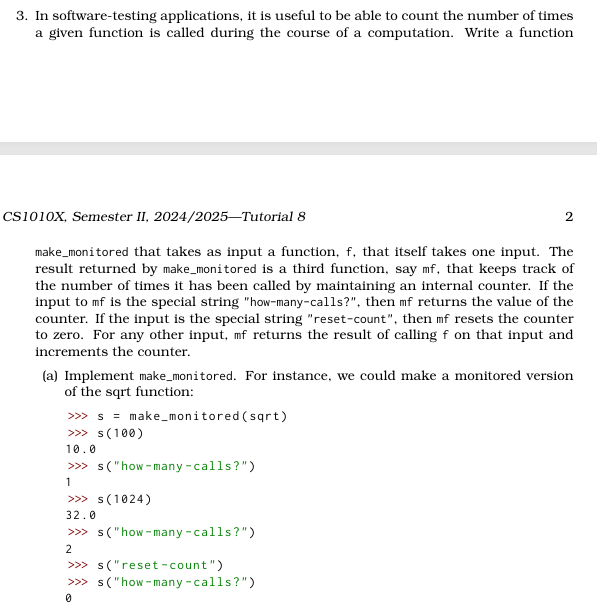 3. In software-testing applications, it is useful to be able to count the number of times
a given function is called during the course of a computation. Write a function
CS1010X, Semester II, 2024/2025—Tutorial 8 2
make_monitored that takes as input a function, f, that itself takes one input. The
result returned by make_monitored is a third function, say mf, that keeps track of
the number of times it has been called by maintaining an internal counter. If the
input to mf is the special string "how-many-calls?", then mf returns the value of the
counter. If the input is the special string "reset-count", then mf resets the counter
to zero. For any other input, mf returns the result of calling f on that input and
increments the counter.
(a) Implement make_monitored. For instance, we could make a monitored version
of the sqrt function:
>>> s = make_monitored(sqrt)
>>> s(100)
10.0
>>> s("how-many-calls?")
1
>>> s(1024)
32.0
>>> s("how-many-calls?")
2
>>> s("reset-count")
>>> s("how-many-calls?")
0